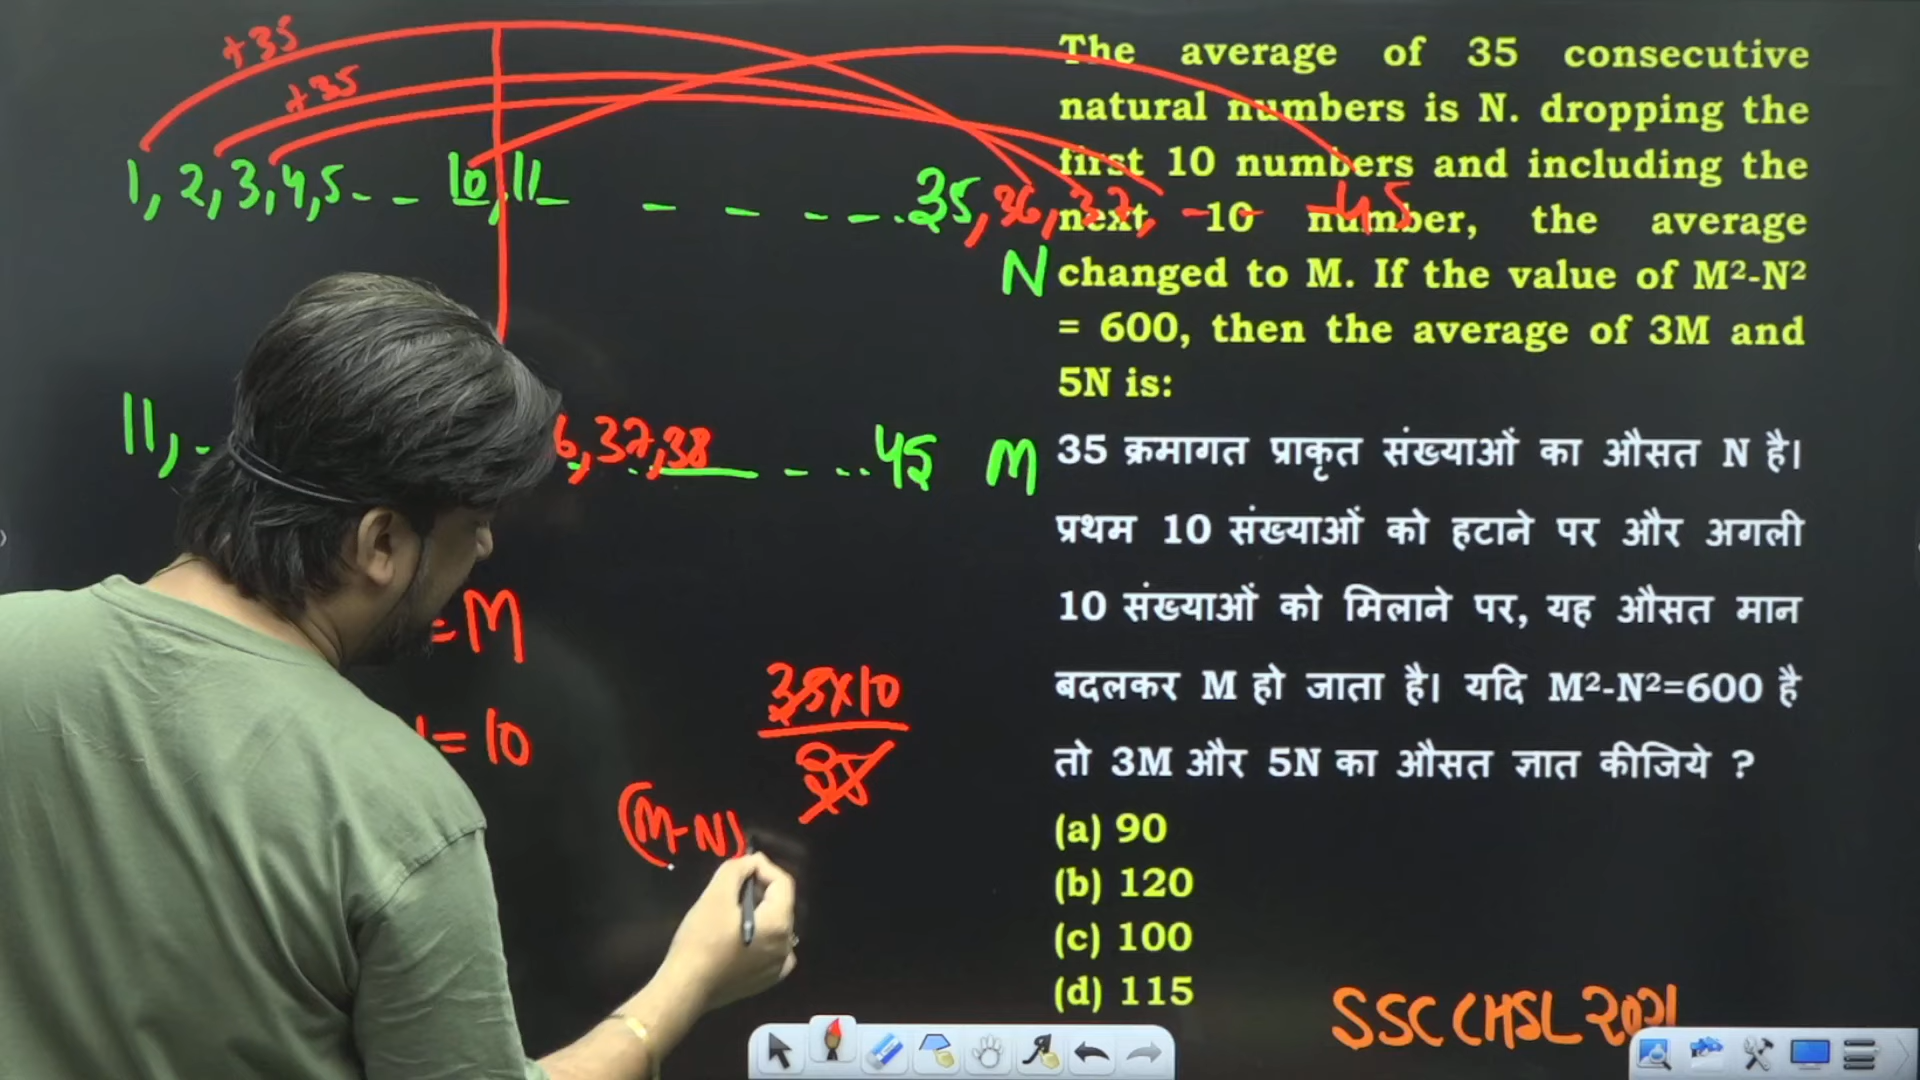 +35
+35
1, 2, 3, 4, 5 - - 10, 11 - - - - - . 35, 36, 37, - - - 45
N
11, -
6, 37, 38 - - .. 45 M
= M
= 10
35×10
35
(M-N)
The average of 35 consecutive
natural numbers is N. dropping the
first 10 numbers and including the
next 10 number, the average
changed to M. If the value of M²-N²
= 600, then the average of 3M and
5N is:
35 क्रमागत प्राकृत संख्याओं का औसत N है।
प्रथम 10 संख्याओं को हटाने पर और अगली
10 संख्याओं को मिलाने पर, यह औसत मान
बदलकर M हो जाता है। यदि M²-N²=600 है
तो 3M और 5N का औसत ज्ञात कीजिये ?
(a) 90
(b) 120
(c) 100
(d) 115
SSC CHSL 2021